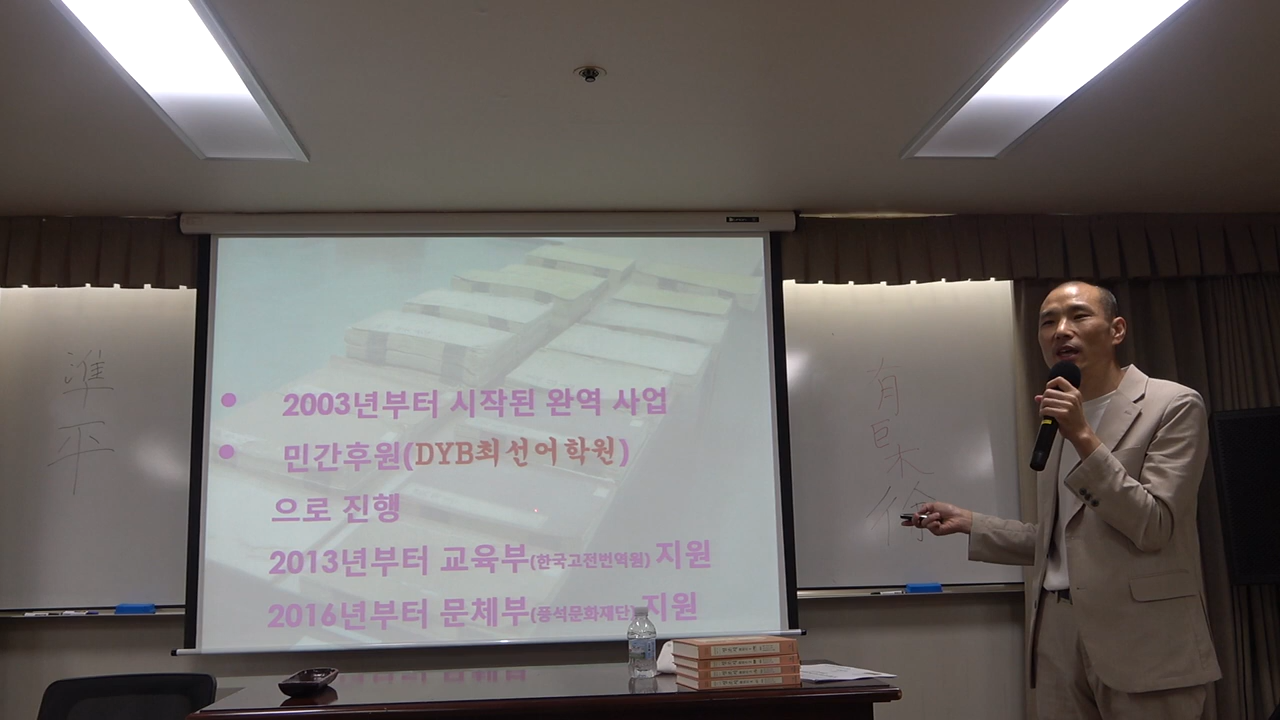 準
平
• 2003년부터 시작된 완역 사업
• 민간후원(DYB최선어학원)
으로 진행
2013년부터 교육부(한국고전번역원) 지원
2016년부터 문체부(풍석문화재단) 지원
有